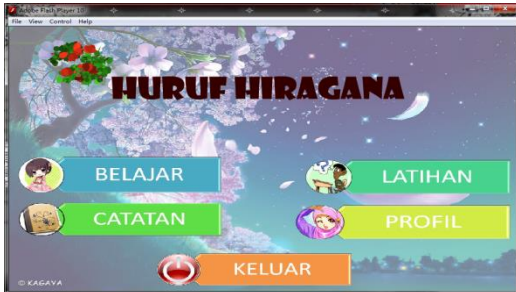 Adobe Flash Player 10
File View Control Help
HURUF HIRAGANA
BELAJAR
LATIHAN
CATATAN
PROFIL
KELUAR
© KAGAYA